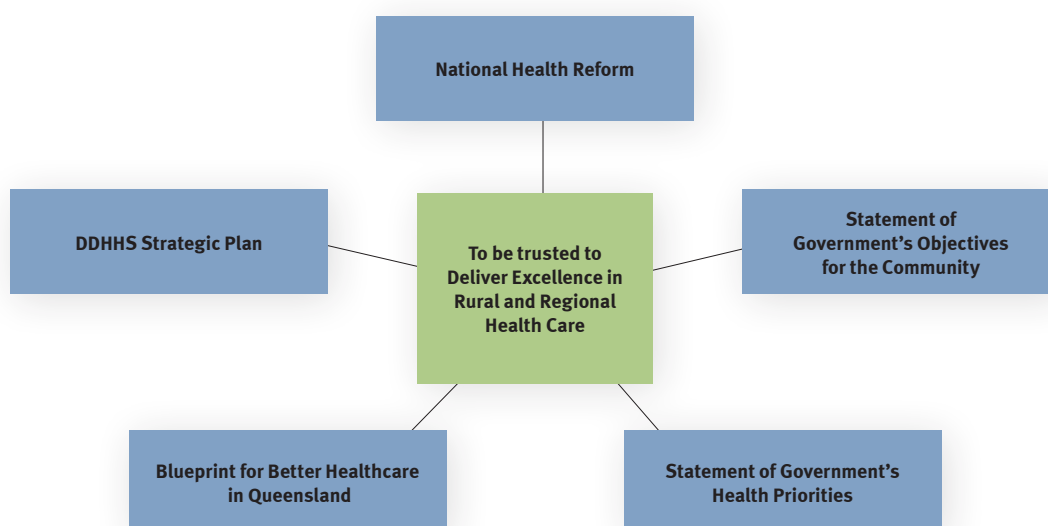 National Health Reform
DDHHS Strategic Plan
To be trusted to
Deliver Excellence in
Rural and Regional
Health Care
Statement of
Government’s Objectives
for the Community
Blueprint for Better Healthcare
in Queensland
Statement of Government’s
Health Priorities